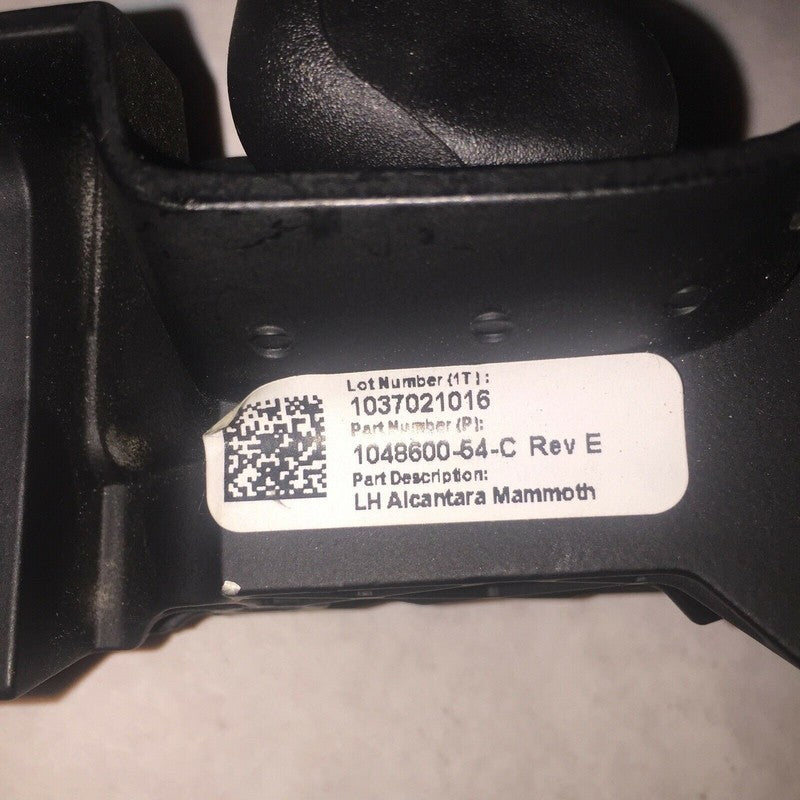 Lot Number (1T):
1037021016
Part Number (P):
1048600-54-C Rev E
Part Description:
LH Alcantara Mammoth